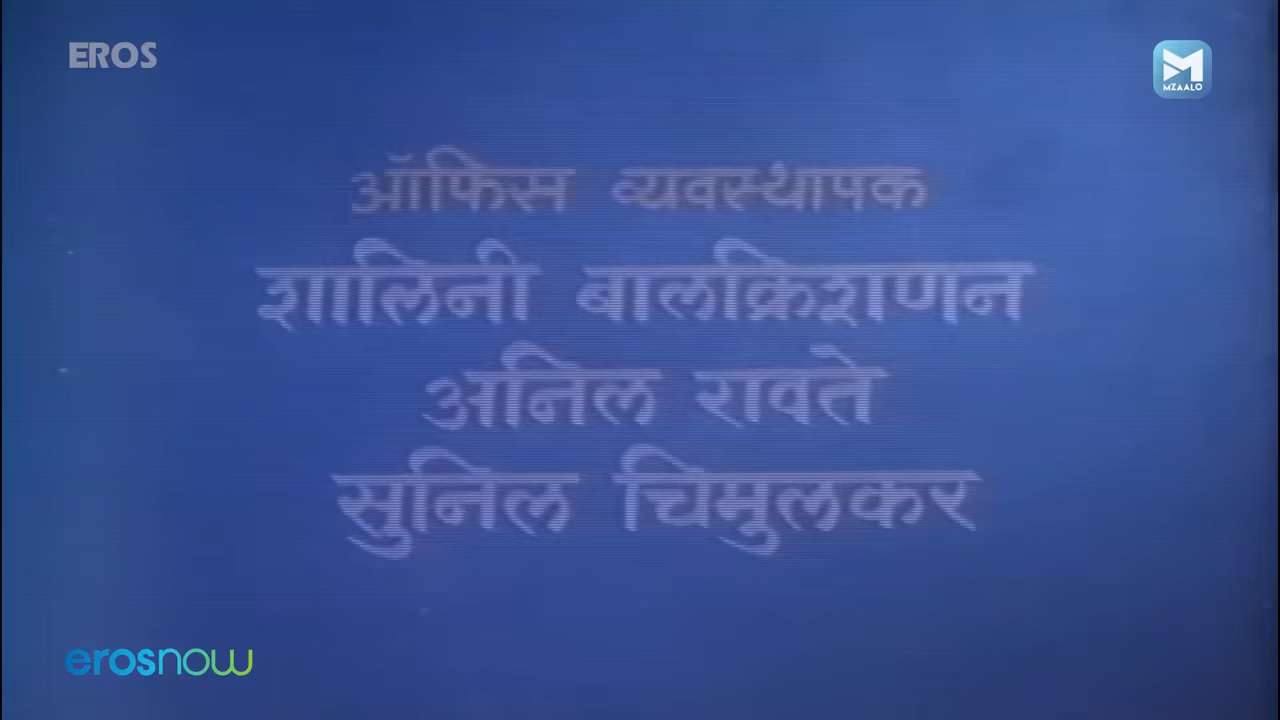 EROS
MZAALO
ऑफिस व्यवस्थापक
शालिनी बालक्रिशणन
अनिल रावते
सुनिल चिमुलकर
erosnow